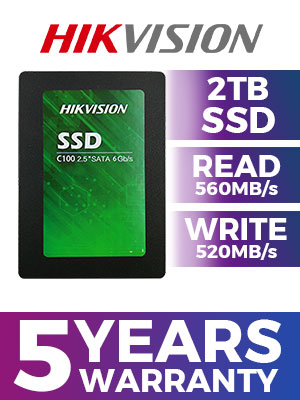 HIKVISION
HIKVISION
SSD
C100 2.5"SATA 6Gb/s
2TB
SSD
READ
560MB/s
WRITE
520MB/s
5 YEARS
WARRANTY